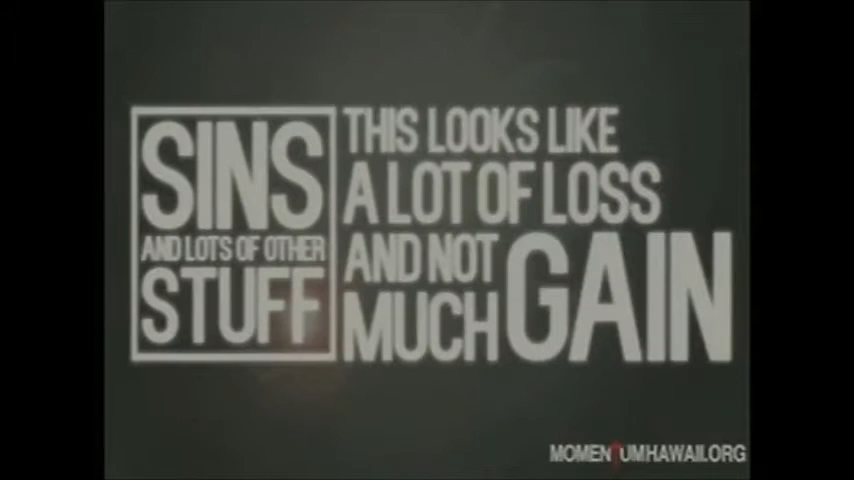 SINS
AND LOTS OF OTHER
STUFF
THIS LOOKS LIKE
A LOT OF LOSS
AND NOT
MUCH GAIN
MOMENTUMHAWAII.ORG